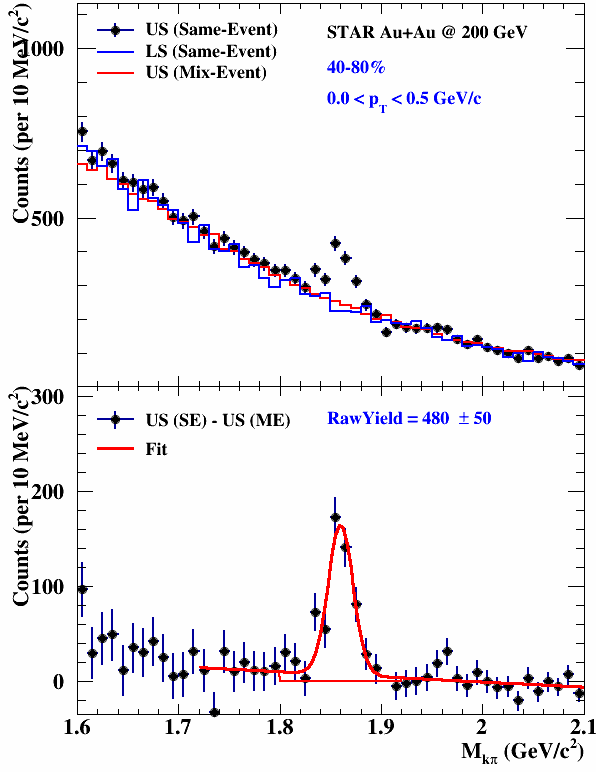 US (Same-Event)
LS (Same-Event)
US (Mix-Event)
STAR Au+Au @ 200 GeV
40-80%
0.0 < p_T < 0.5 GeV/c
Counts (per 10 MeV/c²)
1000
500
US (SE) - US (ME)
Fit
RawYield = 480 ± 50
Counts (per 10 MeV/c²)
300
200
100
0
1.6 1.7 1.8 1.9 2 2.1
M_kπ (GeV/c²)